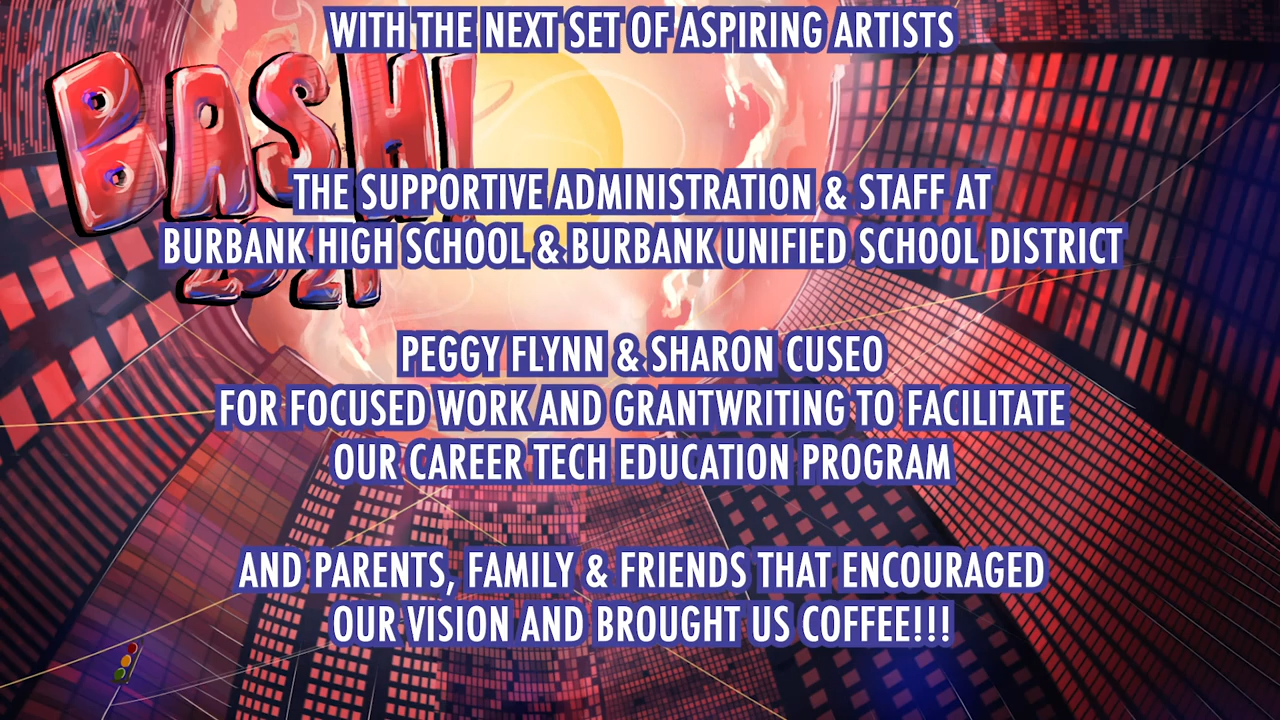 WITH THE NEXT SET OF ASPIRING ARTISTS
BASH!
THE SUPPORTIVE ADMINISTRATION & STAFF AT
BURBANK HIGH SCHOOL & BURBANK UNIFIED SCHOOL DISTRICT
PEGGY FLYNN & SHARON CUSEO
FOR FOCUSED WORK AND GRANTWRITING TO FACILITATE
OUR CAREER TECH EDUCATION PROGRAM
AND PARENTS, FAMILY & FRIENDS THAT ENCOURAGED
OUR VISION AND BROUGHT US COFFEE!!!